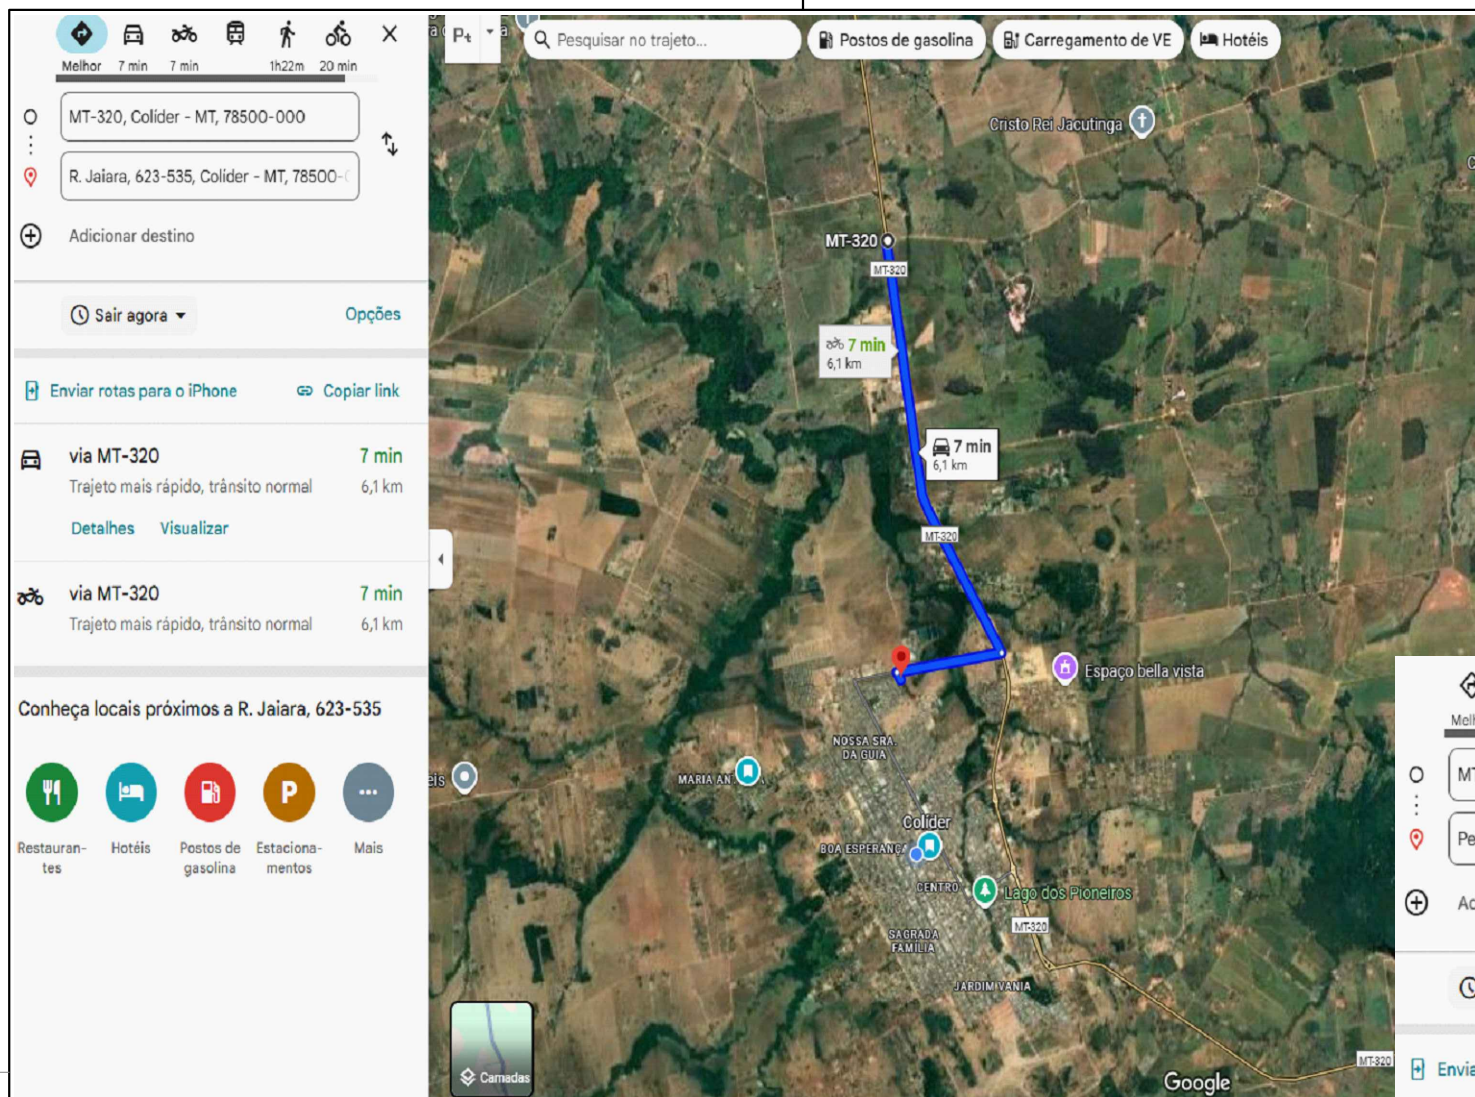 Melhor 7 min 7 min 1h22m 20 min
MT-320, Colíder - MT, 78500-000
R. Jaiara, 623-535, Colíder - MT, 78500-
Adicionar destino
Sair agora
Opções
Enviar rotas para o iPhone
Copiar link
via MT-320 7 min
Trajeto mais rápido, trânsito normal 6,1 km
Detalhes Visualizar
via MT-320 7 min
Trajeto mais rápido, trânsito normal 6,1 km
Conheça locais próximos a R. Jaiara, 623-535
P
Restauran-
tes
Hotéis
Postos de
gasolina
Estaciona-
mentos
Mais
Pesquisar no trajeto...
Postos de gasolina
Carregamento de VE
Hotéis
Cristo Rei Jacutinga
MT-320
MT-320
7 min
6,1 km
7 min
6,1 km
MT-320
Espaço bella vista
NOSSA SRA.
DA GUIA
MARIA AN
eis
Colíder
BOA ESPERANÇA
CENTRO
Lago dos Pioneiros
MT-320
SAGRADA
FAMÍLIA
JARDIM VANIA
MT-320
Camadas
Google
Melh
MT
Pe
Ad
Envia